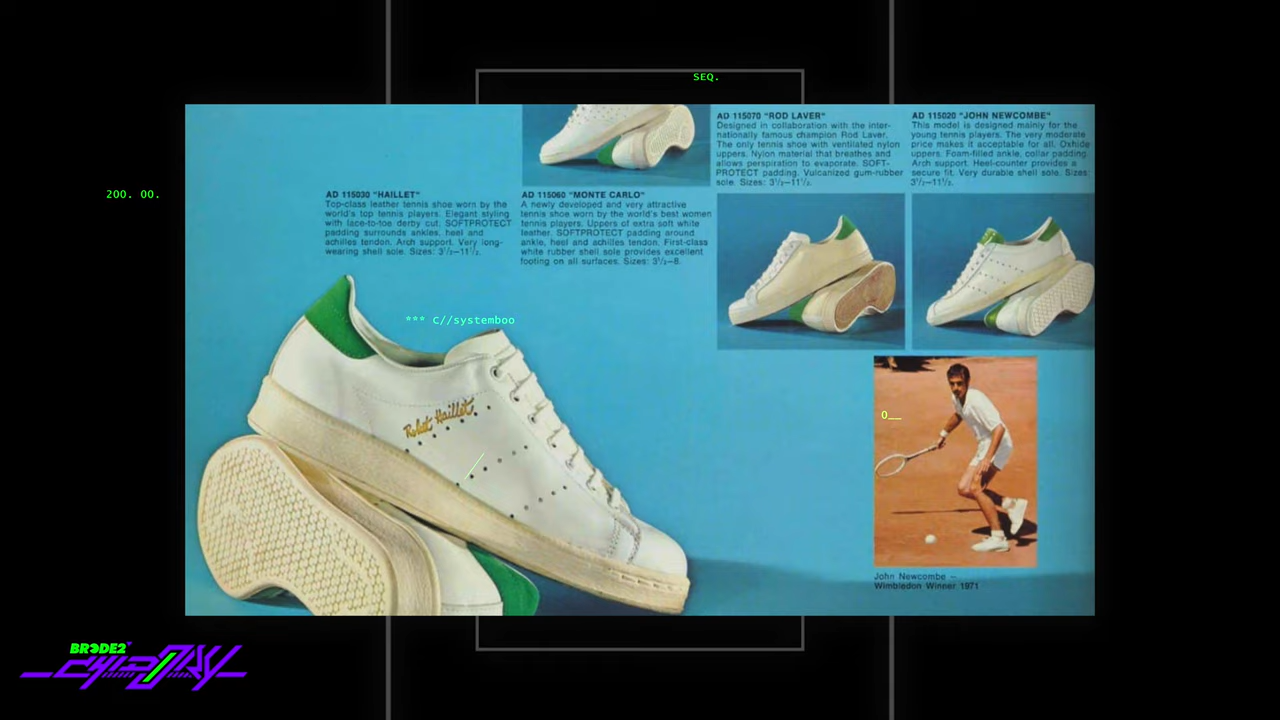 SEQ.
200. 00.
AD 115030 "HAILLET"
Top-class leather tennis shoe worn by the
world's top tennis players. Elegant styling
with lace-to-toe derby cut. SOFTPROTECT
padding surrounds ankles, heel and
achilles tendon. Arch support. Very long-
wearing shell sole. Sizes: 3½–11½.
AD 115060 "MONTE CARLO"
A newly developed and very attractive
tennis shoe worn by the world's best women
tennis players. Uppers of extra soft white
leather. SOFTPROTECT padding around
ankle, heel and achilles tendon. First-class
white rubber shell sole provides excellent
footing on all surfaces. Sizes: 3½–8.
AD 115070 "ROD LAVER"
Designed in collaboration with the inter-
nationally famous champion Rod Laver.
The only tennis shoe with ventilated nylon
uppers. Nylon material that breathes and
allows perspiration to evaporate. SOFT-
PROTECT padding. Vulcanized gum-rubber
sole. Sizes: 3½–11½.
AD 115020 "JOHN NEWCOMBE"
This model is designed mainly for the
young tennis players. The very moderate
price makes it acceptable for all. Oxhide
uppers. Foam-filled ankle, collar padding.
Arch support. Heel-counter provides a
secure fit. Very durable shell sole. Sizes:
3½–11½.
*** C//systemboo
Robert Haillet
0__
John Newcombe –
Wimbledon Winner 1971